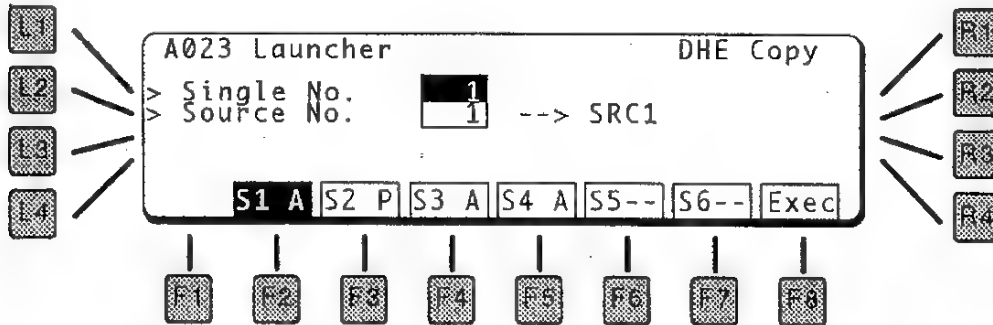 L1
R1
A023 Launcher DHE Copy
L2
R2
> Single No. 1
> Source No. 1 --> SRC1
L3
R3
L4
R4
S1 A S2 P S3 A S4 A S5-- S6-- Exec
F1 F2 F3 F4 F5 F6 F7 F8